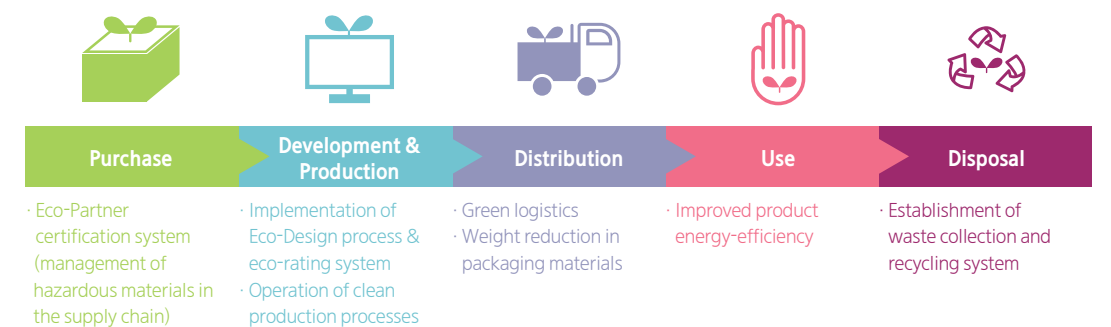 Purchase
Development &
Production
Distribution
Use
Disposal
· Eco-Partner
certification system
(management of
hazardous materials in
the supply chain)
· Implementation of
Eco-Design process &
eco-rating system
· Operation of clean
production processes
· Green logistics
· Weight reduction in
packaging materials
· Improved product
energy-efficiency
· Establishment of
waste collection and
recycling system